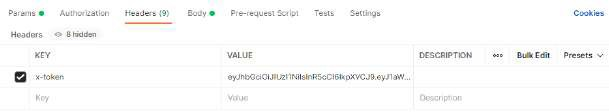 Params Authorization Headers (9) Body Pre-request Script Tests Settings Cookies
Headers 8 hidden
KEY VALUE DESCRIPTION ooo Bulk Edit Presets
x-token eyJhbGciOiJIUzI1NiIsInR5cCI6IkpXVCJ9.eyJ1aW...
Key Value Description